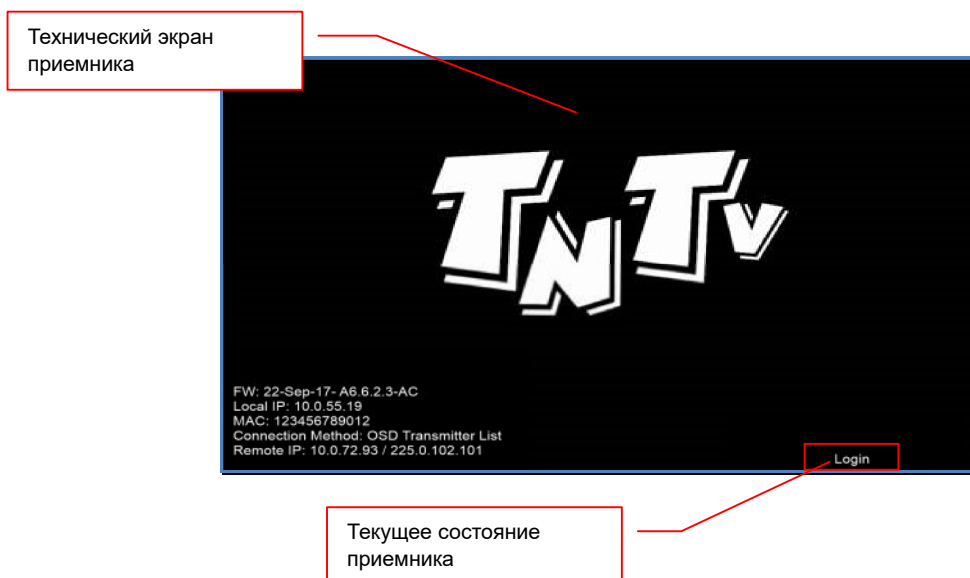 Технический экран
приемника
TNTv
FW: 22-Sep-17- A6.6.2.3-AC
Local IP: 10.0.55.19
MAC: 123456789012
Connection Method: OSD Transmitter List
Remote IP: 10.0.72.93 / 225.0.102.101
Login
Текущее состояние
приемника